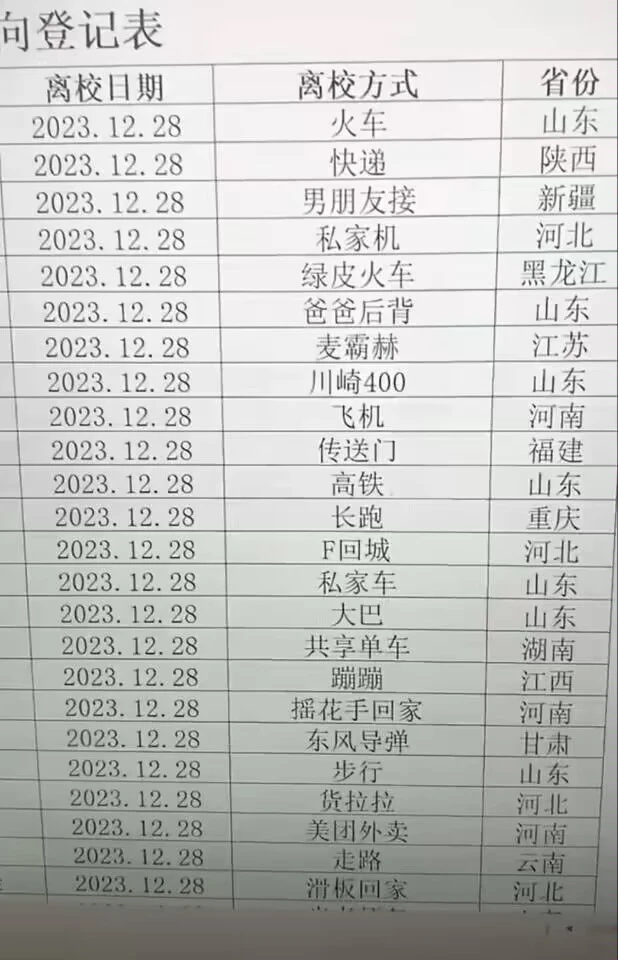 向登记表
离校日期 离校方式 省份
2023.12.28 火车 山东
2023.12.28 快递 陕西
2023.12.28 男朋友接 新疆
2023.12.28 私家机 河北
2023.12.28 绿皮火车 黑龙江
2023.12.28 爸爸后背 山东
2023.12.28 麦霸赫 江苏
2023.12.28 川崎400 山东
2023.12.28 飞机 河南
2023.12.28 传送门 福建
2023.12.28 高铁 山东
2023.12.28 长跑 重庆
2023.12.28 F回城 河北
2023.12.28 私家车 山东
2023.12.28 大巴 山东
2023.12.28 共享单车 湖南
2023.12.28 蹦蹦 江西
2023.12.28 摇花手回家 河南
2023.12.28 东风导弹 甘肃
2023.12.28 步行 山东
2023.12.28 货拉拉 河北
2023.12.28 美团外卖 河南
2023.12.28 走路 云南
2023.12.28 滑板回家 河北